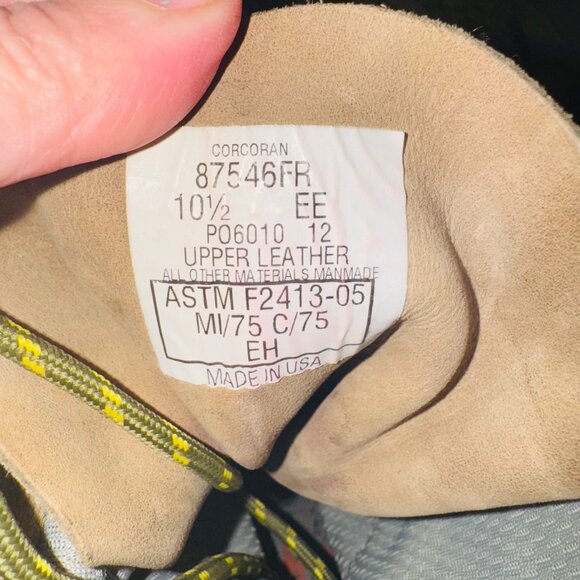 CORCORAN
87546FR
10½ EE
PO6010 12
UPPER LEATHER
ALL OTHER MATERIALS MANMADE
ASTM F2413-05
MI/75 C/75
EH
MADE IN USA